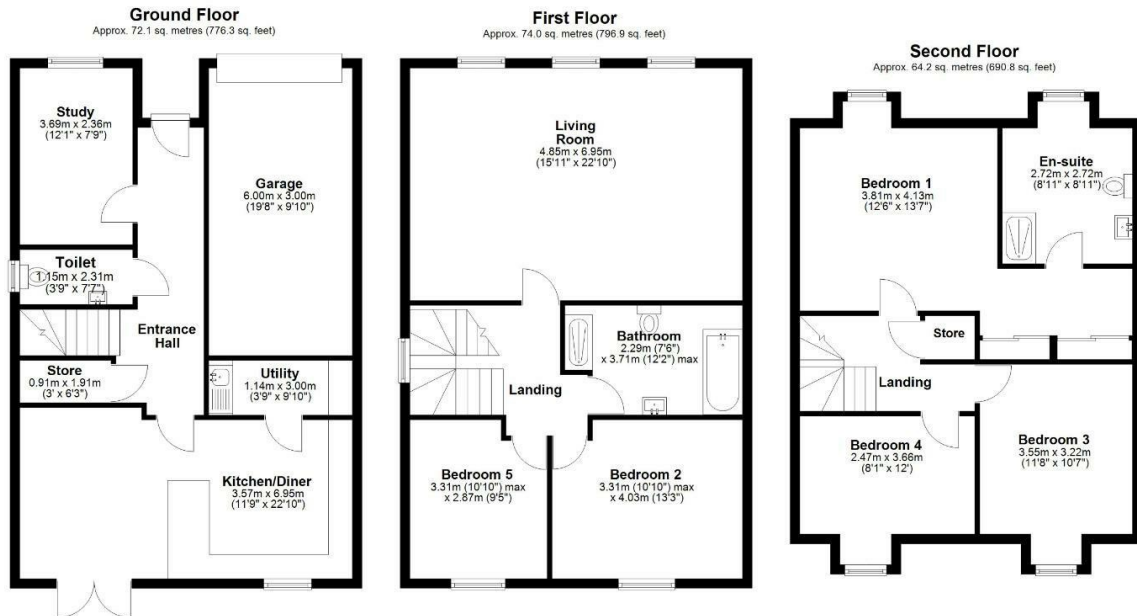 Ground Floor
Approx. 72.1 sq. metres (776.3 sq. feet)
Study
3.69m x 2.36m
(12'1" x 7'9")
Garage
6.00m x 3.00m
(19'8" x 9'10")
Toilet
1.15m x 2.31m
(3'9" x 7'7")
Entrance
Hall
Store
0.91m x 1.91m
(3' x 6'3")
Utility
1.14m x 3.00m
(3'9" x 9'10")
Kitchen/Diner
3.57m x 6.95m
(11'9" x 22'10")
First Floor
Approx. 74.0 sq. metres (796.9 sq. feet)
Living
Room
4.85m x 6.95m
(15'11" x 22'10")
Bathroom
2.29m (7'6")
x 3.71m (12'2") max
Landing
Bedroom 5
3.31m (10'10") max
x 2.87m (9'5")
Bedroom 2
3.31m (10'10") max
x 4.03m (13'3")
Second Floor
Approx. 64.2 sq. metres (690.8 sq. feet)
Bedroom 1
3.81m x 4.13m
(12'6" x 13'7")
En-suite
2.72m x 2.72m
(8'11" x 8'11")
Store
Landing
Bedroom 4
2.47m x 3.66m
(8'1" x 12')
Bedroom 3
3.55m x 3.22m
(11'8" x 10'7")